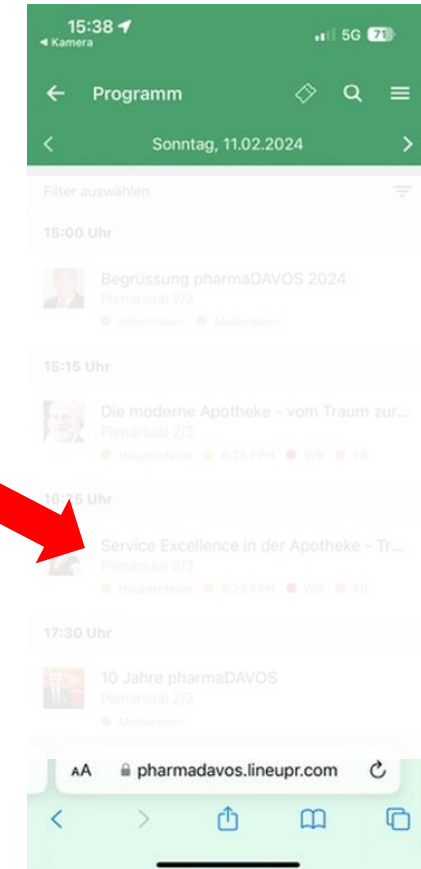 15:38
5G 71
Kamera
Programm
Sonntag, 11.02.2024
Filter auswählen
15:00 Uhr
Begrüssung pharmaDAVOS 2024
Plenarsaal 2/3
Information Moderation
15:15 Uhr
Die moderne Apotheke - vom Traum zur...
Plenarsaal 2/3
Hauptreferat 6.25 FPH WB FB
16:25 Uhr
Service Excellence in der Apotheke - Tr...
Plenarsaal 2/3
Hauptreferat 6.25 FPH WB FB
17:30 Uhr
10 Jahre pharmaDAVOS
Plenarsaal 2/3
Moderation
AA pharmadavos.lineupr.com